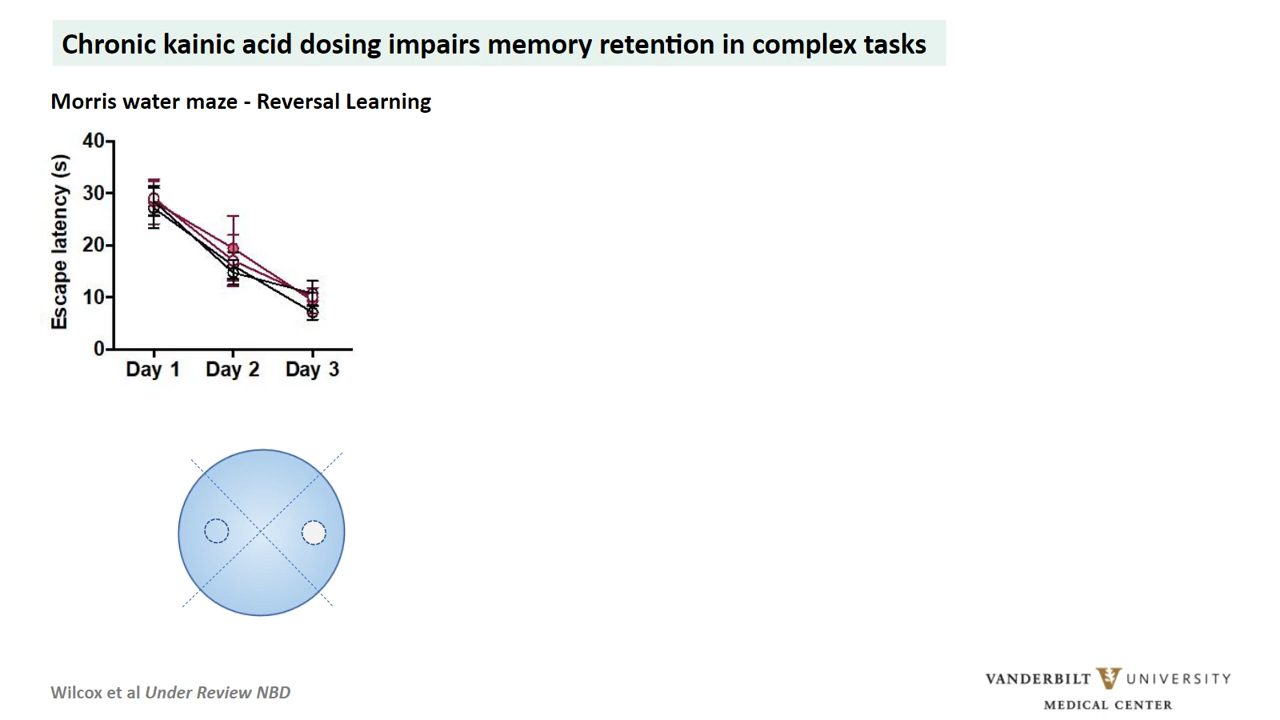 Chronic kainic acid dosing impairs memory retention in complex tasks
Morris water maze - Reversal Learning
40
30
20
10
0
Escape latency (s)
Day 1 Day 2 Day 3
Wilcox et al Under Review NBD
VANDERBILT UNIVERSITY
MEDICAL CENTER